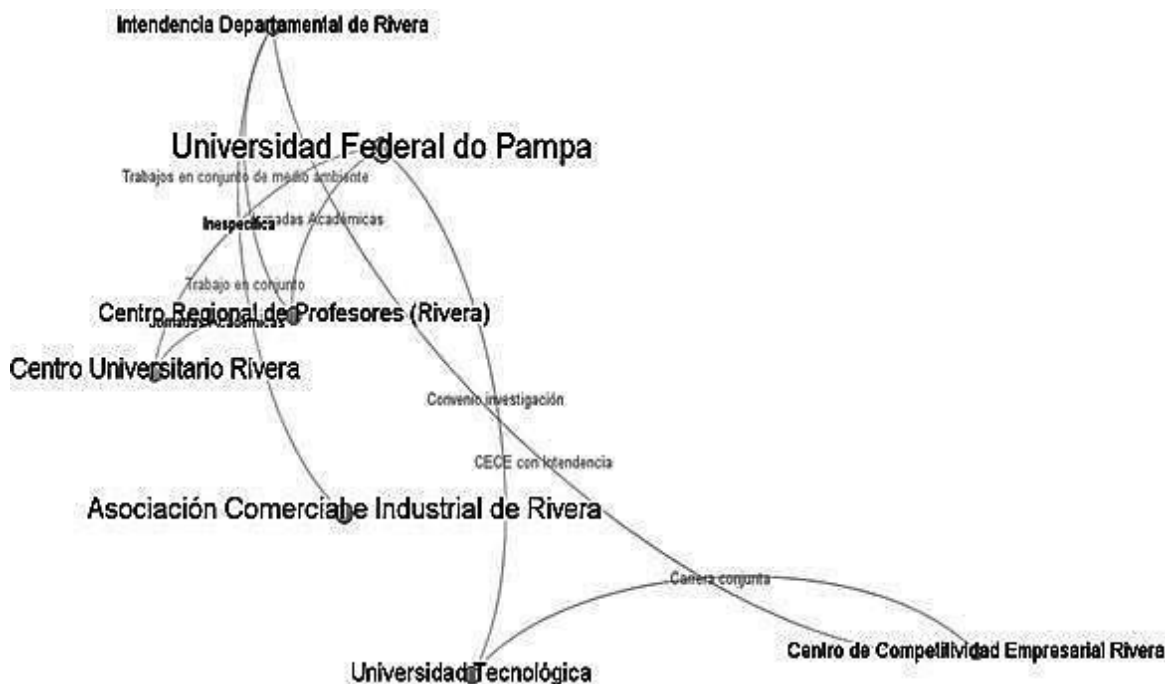 Intendencia Departamental de Rivera
Universidad Federal do Pampa
Trabajos en conjunto de medio ambiente
Inespecífica
Jornadas Académicas
Trabajo en conjunto
Centro Regional de Profesores (Rivera)
Jornadas Académicas
Centro Universitario Rivera
Convenio investigación
CECE con Intendencia
Asociación Comercial e Industrial de Rivera
Carrera conjunta
Centro de Competitividad Empresarial Rivera
Universidad Tecnológica